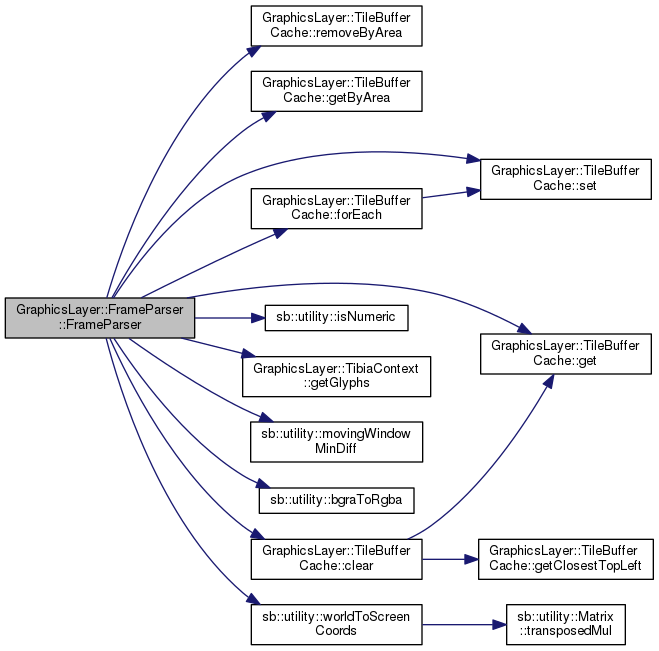 GraphicsLayer::TileBuffer
Cache::removeByArea
GraphicsLayer::TileBuffer
Cache::getByArea
GraphicsLayer::TileBuffer
Cache::set
GraphicsLayer::TileBuffer
Cache::forEach
GraphicsLayer::FrameParser
::FrameParser
sb::utility::isNumeric
GraphicsLayer::TileBuffer
Cache::get
GraphicsLayer::TibiaContext
::getGlyphs
sb::utility::movingWindow
MinDiff
sb::utility::bgraToRgba
GraphicsLayer::TileBuffer
Cache::clear
GraphicsLayer::TileBuffer
Cache::getClosestTopLeft
sb::utility::worldToScreen
Coords
sb::utility::Matrix
::transposedMul